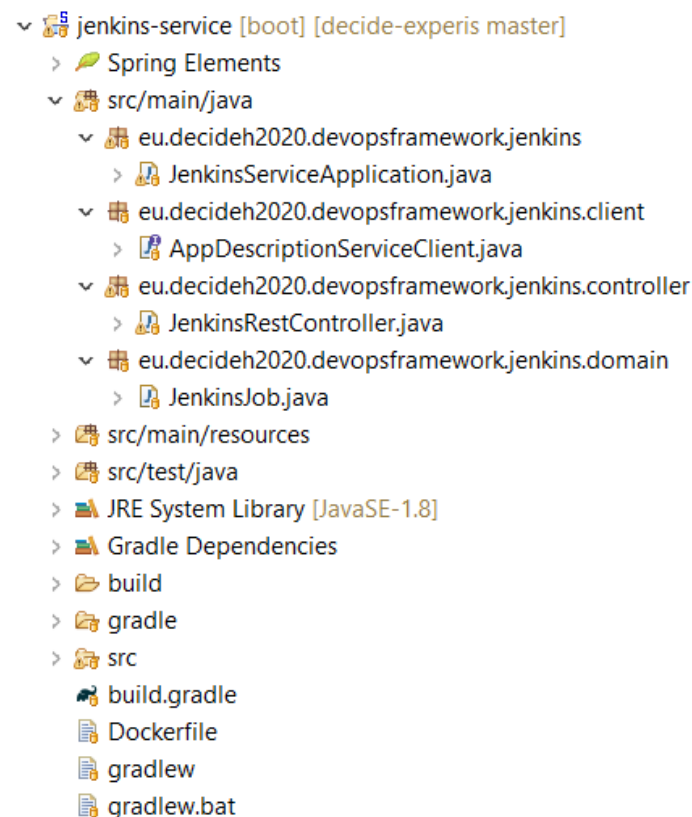 jenkins-service [boot] [decide-experis master]
Spring Elements
src/main/java
eu.decideh2020.devopsframework.jenkins
JenkinsServiceApplication.java
eu.decideh2020.devopsframework.jenkins.client
AppDescriptionServiceClient.java
eu.decideh2020.devopsframework.jenkins.controller
JenkinsRestController.java
eu.decideh2020.devopsframework.jenkins.domain
JenkinsJob.java
src/main/resources
src/test/java
JRE System Library [JavaSE-1.8]
Gradle Dependencies
build
gradle
src
build.gradle
Dockerfile
gradlew
gradlew.bat